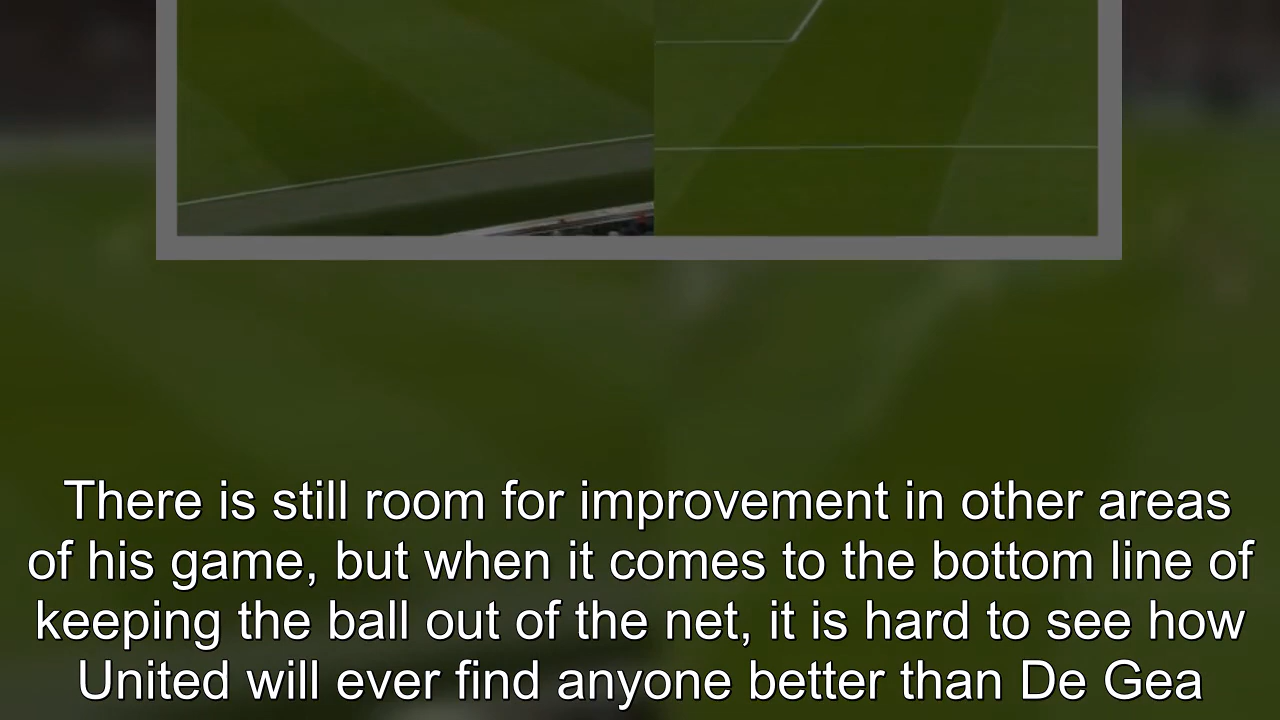 There is still room for improvement in other areas
of his game, but when it comes to the bottom line of
keeping the ball out of the net, it is hard to see how
United will ever find anyone better than De Gea